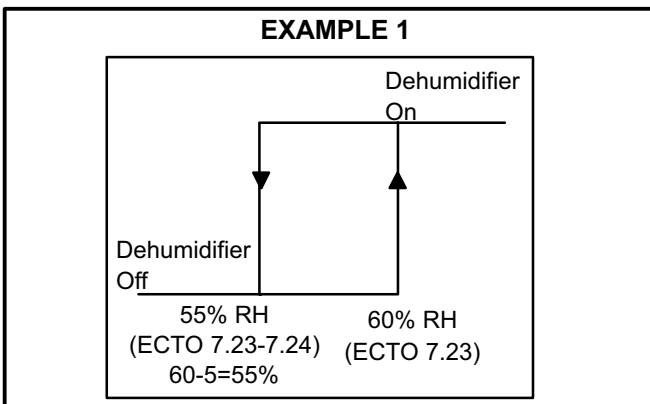 EXAMPLE 1
Dehumidifier
On
Dehumidifier
Off
55% RH
(ECTO 7.23-7.24)
60-5=55%
60% RH
(ECTO 7.23)